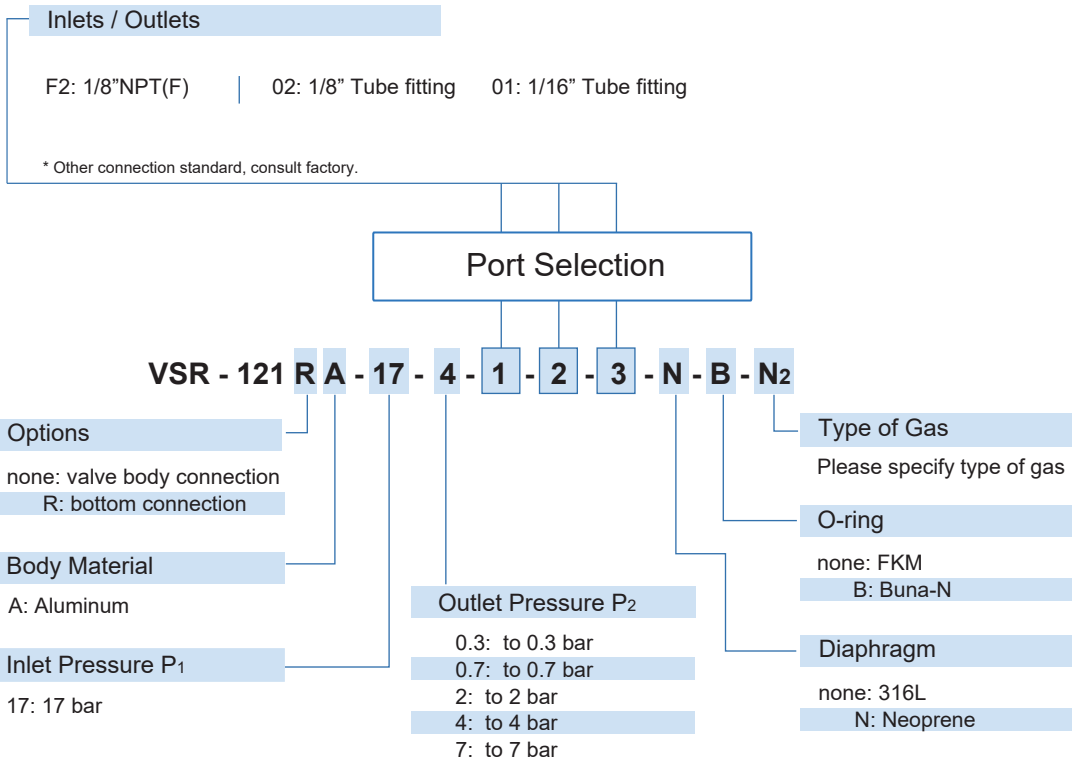 Inlets / Outlets
F2: 1/8”NPT(F) 02: 1/8” Tube fitting 01: 1/16” Tube fitting
* Other connection standard, consult factory.
Port Selection
VSR - 121 R A - 17 - 4 - 1 - 2 - 3 - N - B - N2
Options
none: valve body connection
R: bottom connection
Body Material
A: Aluminum
Inlet Pressure P1
17: 17 bar
Outlet Pressure P2
0.3: to 0.3 bar
0.7: to 0.7 bar
2: to 2 bar
4: to 4 bar
7: to 7 bar
Type of Gas
Please specify type of gas
O-ring
none: FKM
B: Buna-N
Diaphragm
none: 316L
N: Neoprene